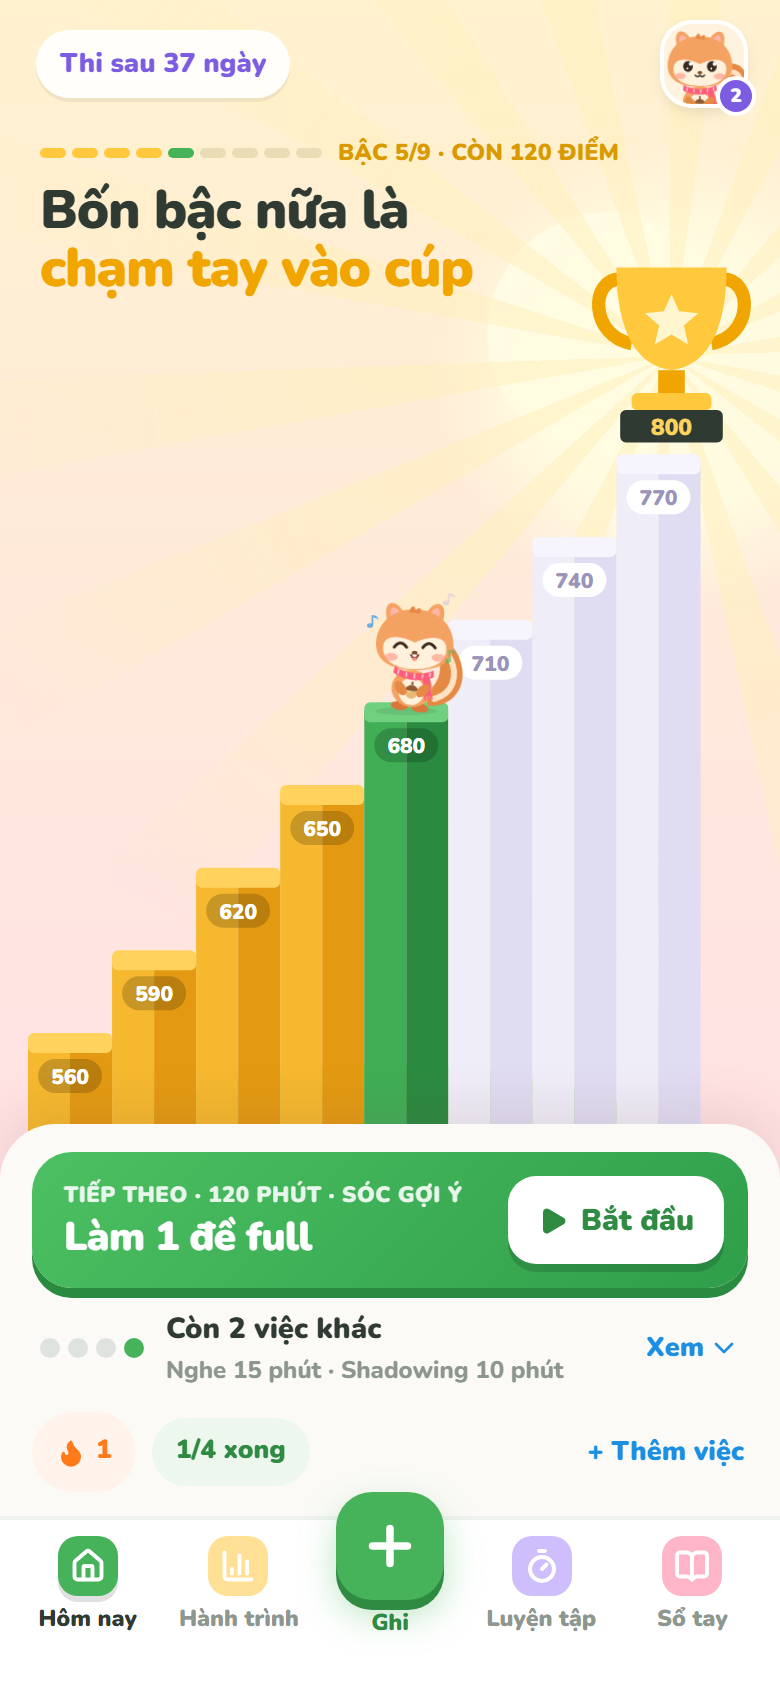 Thi sau 37 ngày
2
BẬC 5/9 · CÒN 120 ĐIỂM
Bốn bậc nữa là
chạm tay vào cúp
800
770
740
710
680
650
620
590
560
TIẾP THEO · 120 PHÚT · SÓC GỢI Ý
Làm 1 đề full
Bắt đầu
Còn 2 việc khác
Nghe 15 phút · Shadowing 10 phút
Xem
1
1/4 xong
+ Thêm việc
Hôm nay
Hành trình
Ghi
Luyện tập
Sổ tay